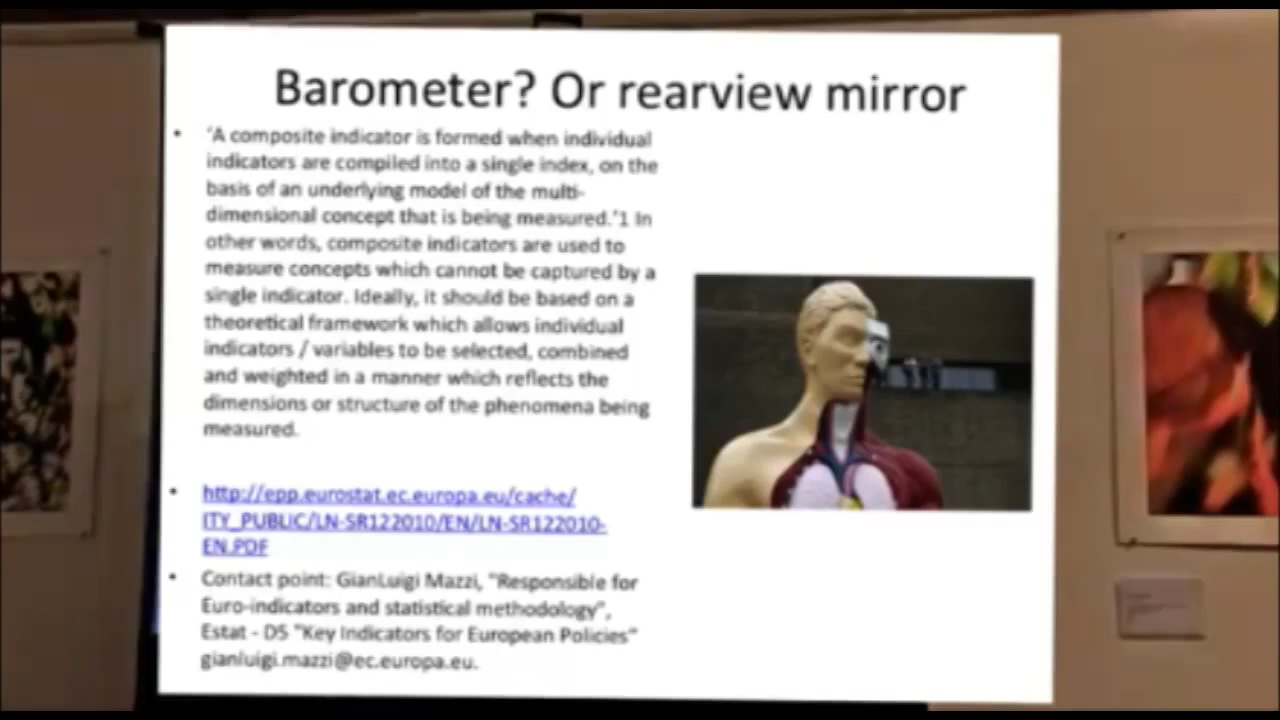 Barometer? Or rearview mirror
• 'A composite indicator is formed when individual
indicators are compiled into a single index, on the
basis of an underlying model of the multi-
dimensional concept that is being measured.'1 In
other words, composite indicators are used to
measure concepts which cannot be captured by a
single indicator. Ideally, it should be based on a
theoretical framework which allows individual
indicators / variables to be selected, combined
and weighted in a manner which reflects the
dimensions or structure of the phenomena being
measured.
• http://epp.eurostat.ec.europa.eu/cache/
ITY_PUBLIC/LN-SR122010/EN/LN-SR122010-
EN.PDF
• Contact point: GianLuigi Mazzi, "Responsible for
Euro-indicators and statistical methodology",
Estat - D5 "Key Indicators for European Policies"
gianluigi.mazzi@ec.europa.eu.